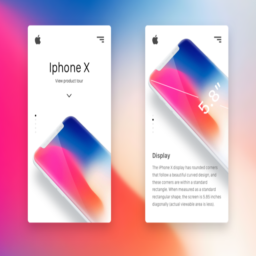 Iphone X
View product tour
5.8"
Display
The iPhone X display has rounded corners
that follow a beautiful curved design, and
these corners are within a standard
rectangle. When measured as a standard
rectangular shape, the screen is 5.85 inches
diagonally (actual viewable area is less).